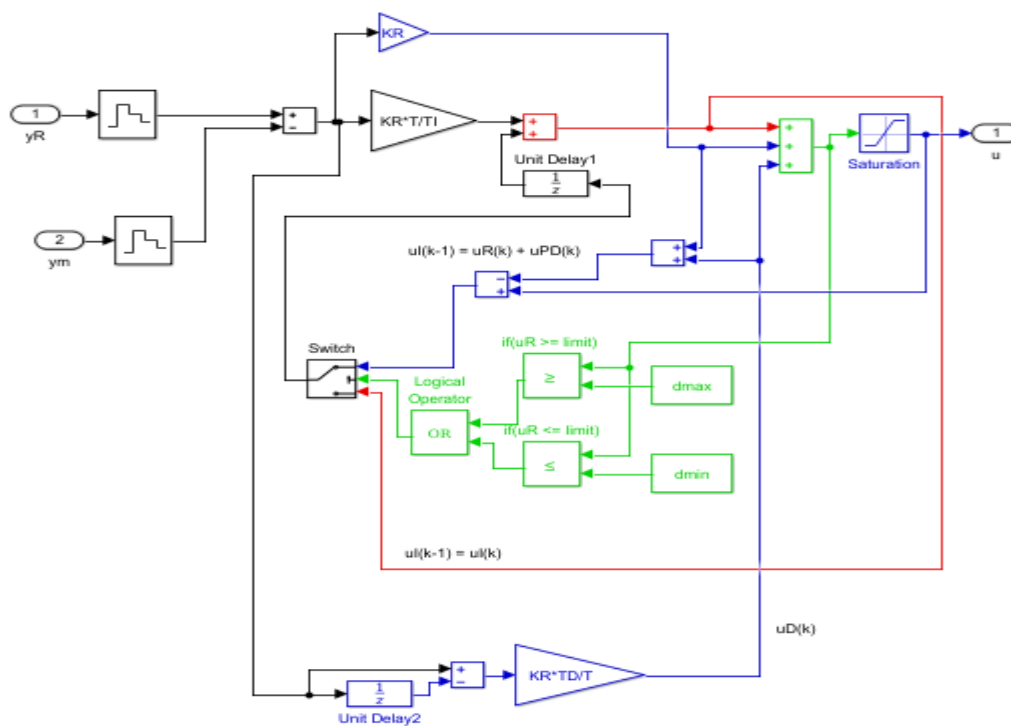 KR
1
yR
+
−
KR*T/TI
+
+
+
+
+
Saturation
1
u
Unit Delay1
1
z
2
ym
uI(k-1) = uR(k) + uPD(k)
+
+
−
+
Switch
if(uR >= limit)
≥
dmax
Logical
Operator
OR
if(uR <= limit)
≤
dmin
uI(k-1) = uI(k)
uD(k)
1
z
Unit Delay2
+
−
KR*TD/T